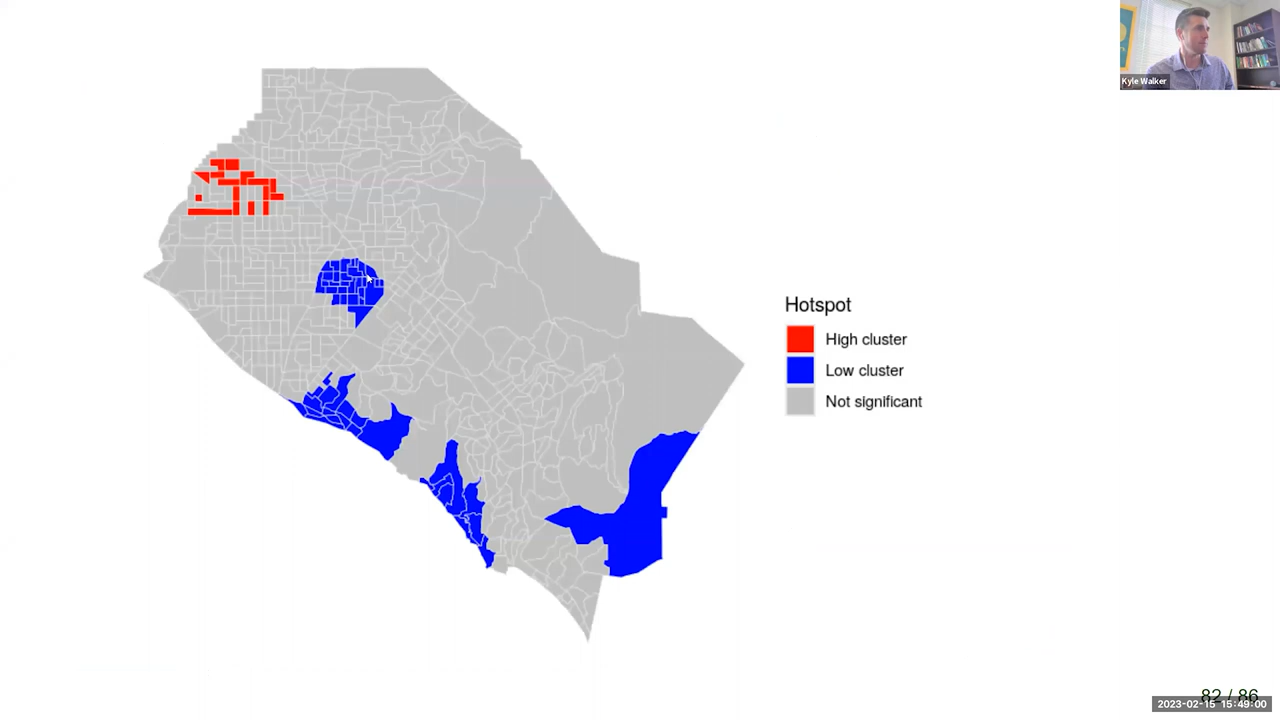 Kyle Walker
Hotspot
High cluster
Low cluster
Not significant
82 / 86
2023-02-15 15:49:00